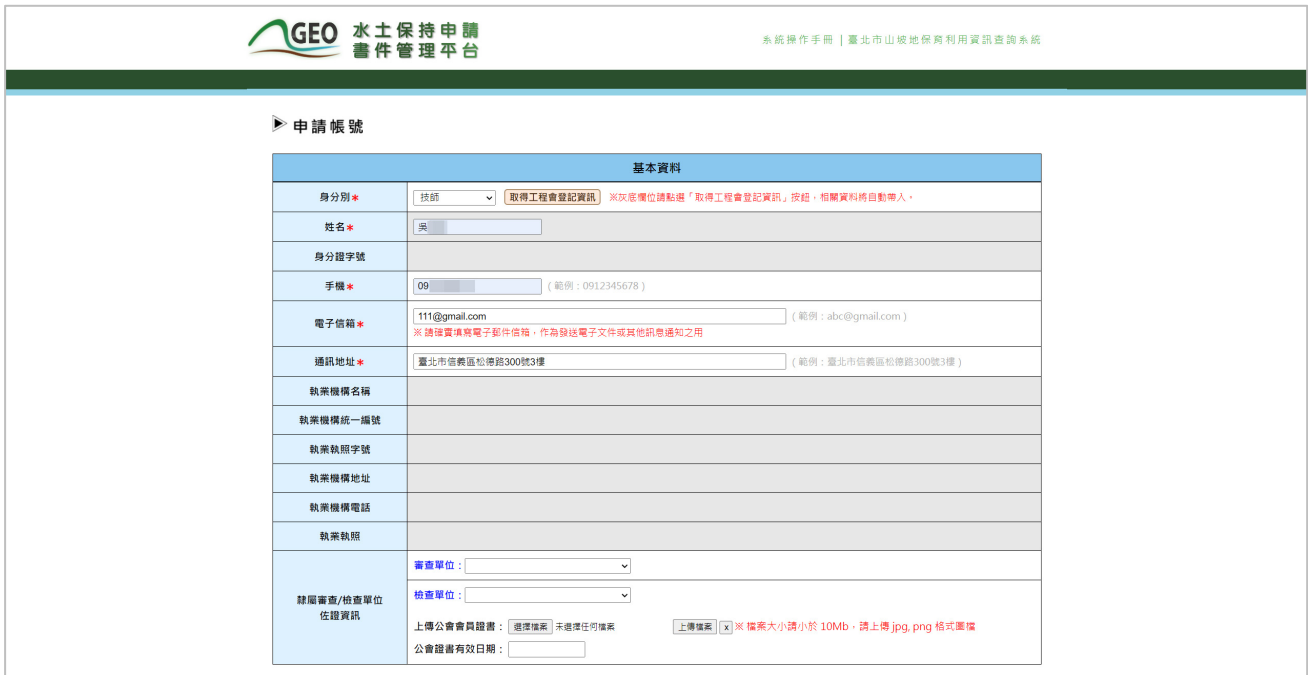 GEO 水土保持申請
書件管理平台
系統操作手冊 | 臺北市山坡地保育利用資訊查詢系統
申請帳號
基本資料
身分別* 技師 取得工程會登記資訊 ※灰底欄位請點選「取得工程會登記資訊」按鈕，相關資料將自動帶入。
姓名* 吳
身分證字號
手機* 09 (範例：0912345678)
電子信箱* 111@gmail.com (範例：abc@gmail.com)
※ 請確實填寫電子郵件信箱，作為發送電子文件或其他訊息通知之用
通訊地址* 臺北市信義區松德路300號3樓 (範例：臺北市信義區松德路300號3樓)
執業機構名稱
執業機構統一編號
執業執照字號
執業機構地址
執業機構電話
執業執照
審查單位：
隸屬審查/檢查單位
佐證資訊
檢查單位：
上傳公會會員證書： 選擇檔案 未選擇任何檔案 上傳檔案 x ※ 檔案大小請小於 10Mb，請上傳 jpg, png 格式圖檔
公會證書有效日期：